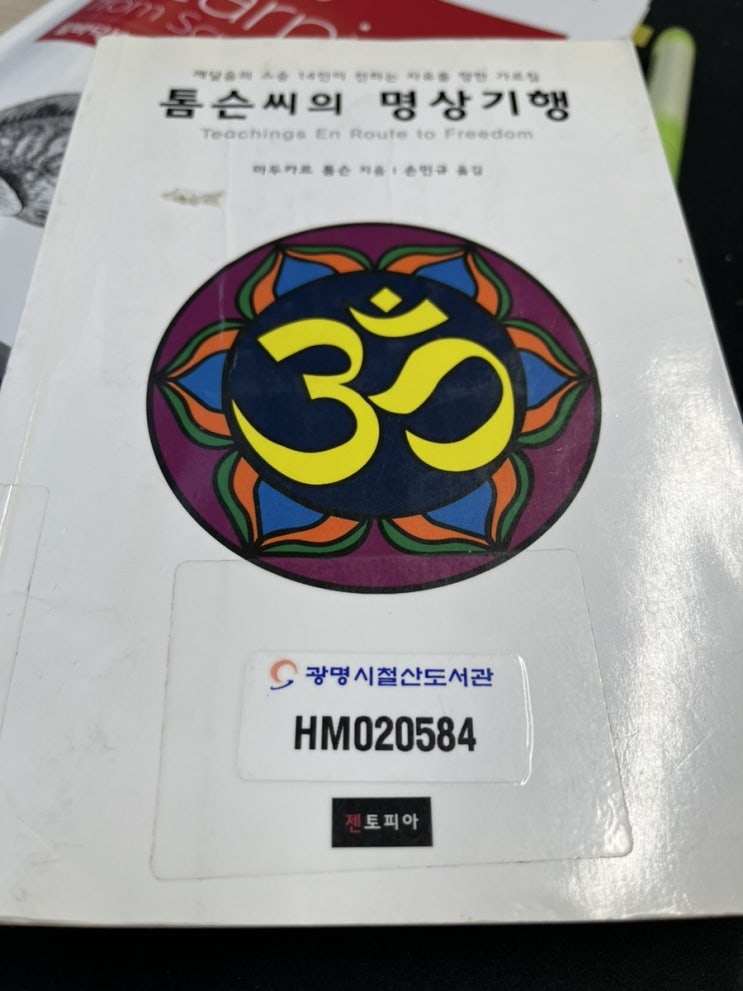 arpi
from so
깨달음의 스승 14인이 전하는 자유를 향한 가르침
톰슨씨의 명상기행
Teachings En Route to Freedom
마두카르 톰슨 지음 I 손민규 옮김
ॐ
광명시철산도서관
HM020584
젠토피아